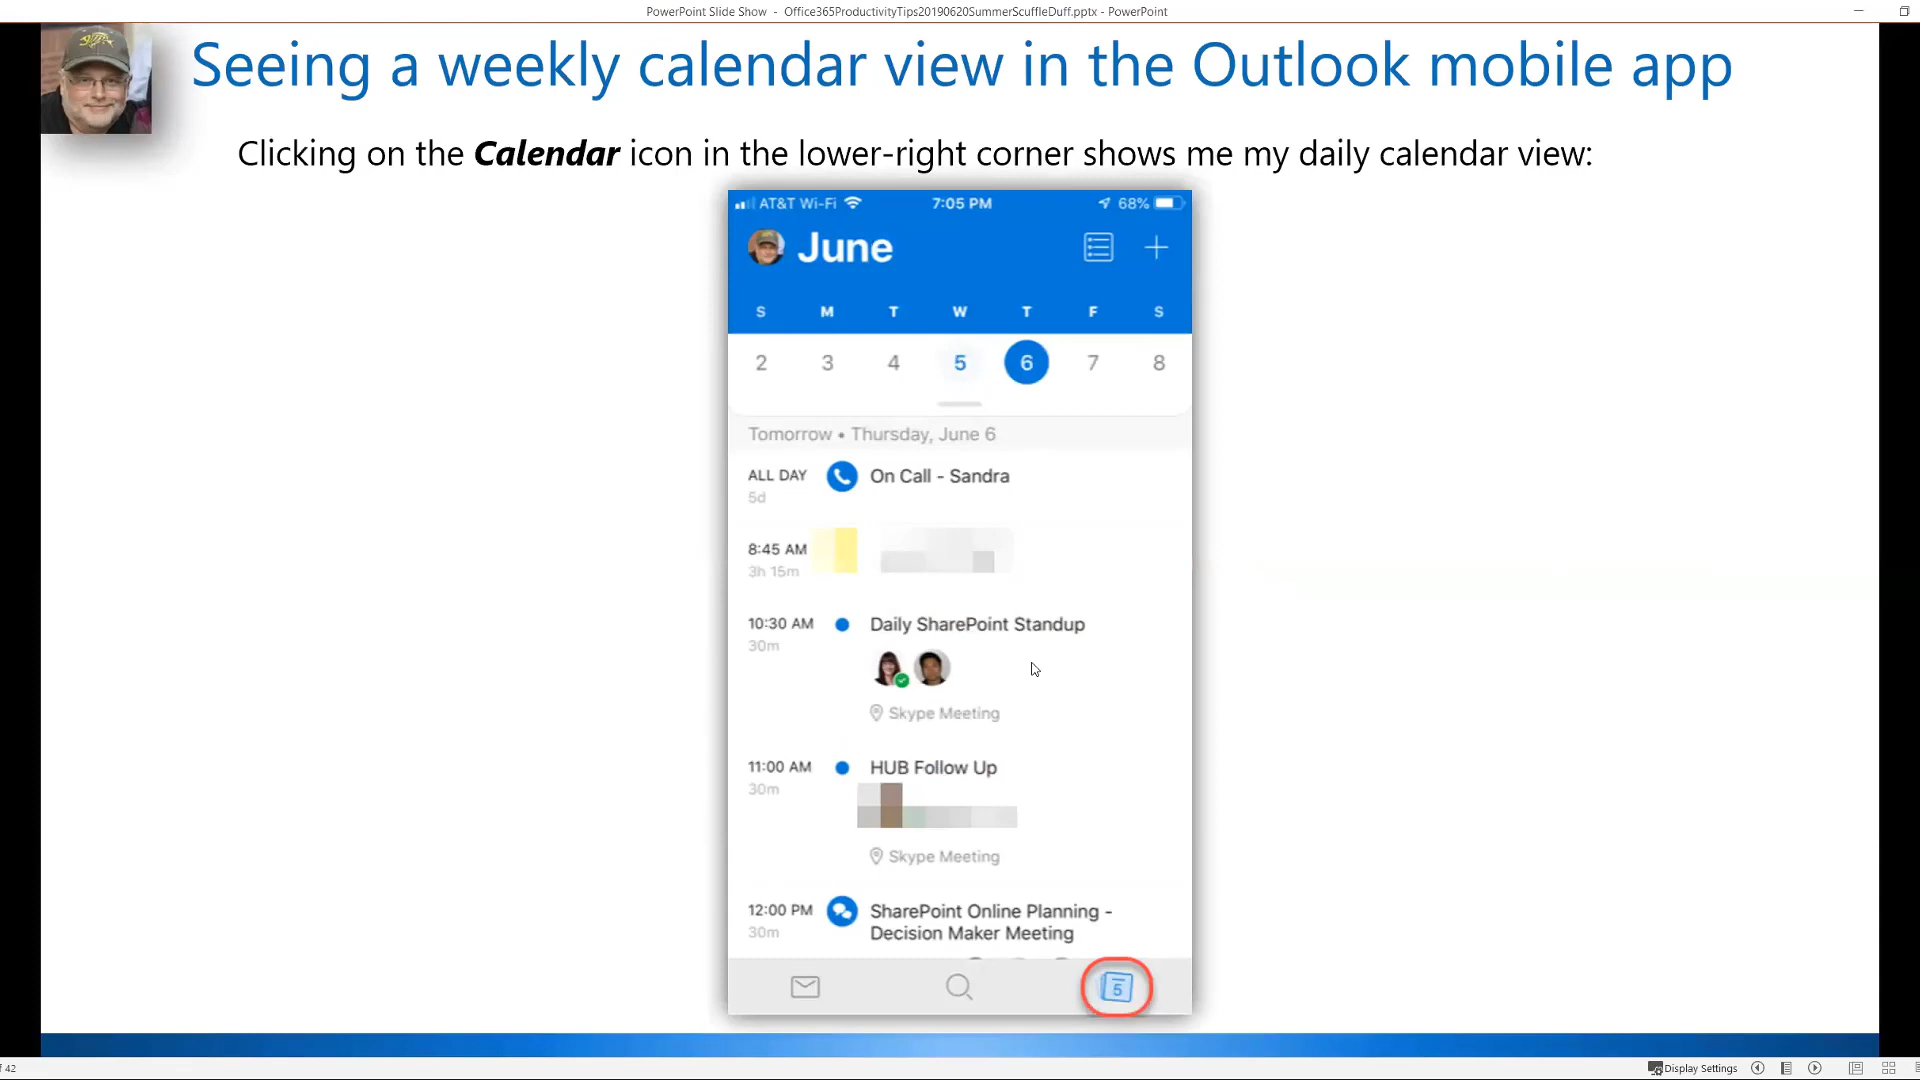 PowerPoint Slide Show - Office365ProductivityTips20190620SummerScuffleDuff.pptx - PowerPoint
Seeing a weekly calendar view in the Outlook mobile app
Clicking on the Calendar icon in the lower-right corner shows me my daily calendar view:
AT&T Wi-Fi 7:05 PM 68%
June
S M T W T F S
2 3 4 5 6 7 8
Tomorrow • Thursday, June 6
ALL DAY On Call - Sandra
5d
8:45 AM
3h 15m
10:30 AM Daily SharePoint Standup
30m
Skype Meeting
11:00 AM HUB Follow Up
30m
Skype Meeting
12:00 PM SharePoint Online Planning -
30m Decision Maker Meeting
5
42 Display Settings